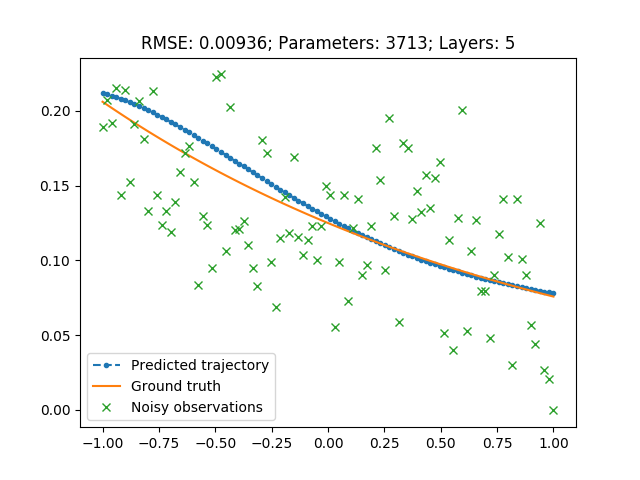 RMSE: 0.00936; Parameters: 3713; Layers: 5
0.20
0.15
0.10
0.05
0.00
Predicted trajectory
Ground truth
Noisy observations
−1.00 −0.75 −0.50 −0.25 0.00 0.25 0.50 0.75 1.00